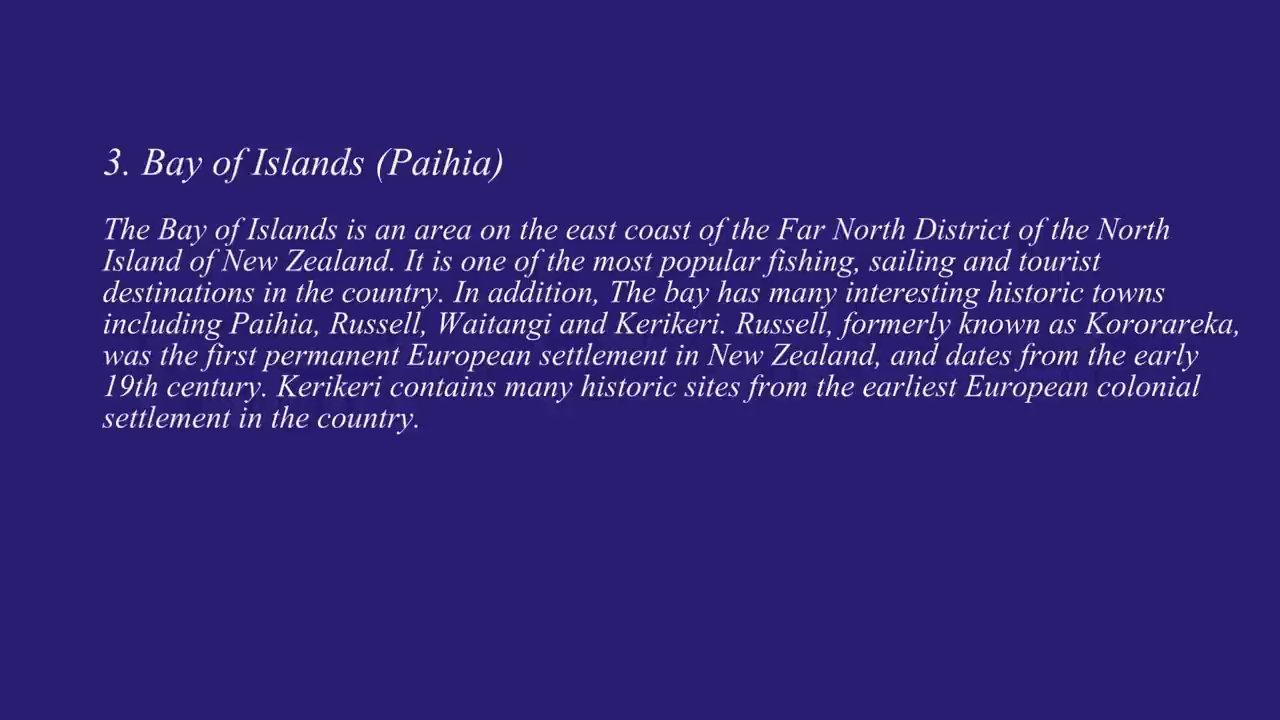 3. Bay of Islands (Paihia)
The Bay of Islands is an area on the east coast of the Far North District of the North
Island of New Zealand. It is one of the most popular fishing, sailing and tourist
destinations in the country. In addition, The bay has many interesting historic towns
including Paihia, Russell, Waitangi and Kerikeri. Russell, formerly known as Kororareka,
was the first permanent European settlement in New Zealand, and dates from the early
19th century. Kerikeri contains many historic sites from the earliest European colonial
settlement in the country.